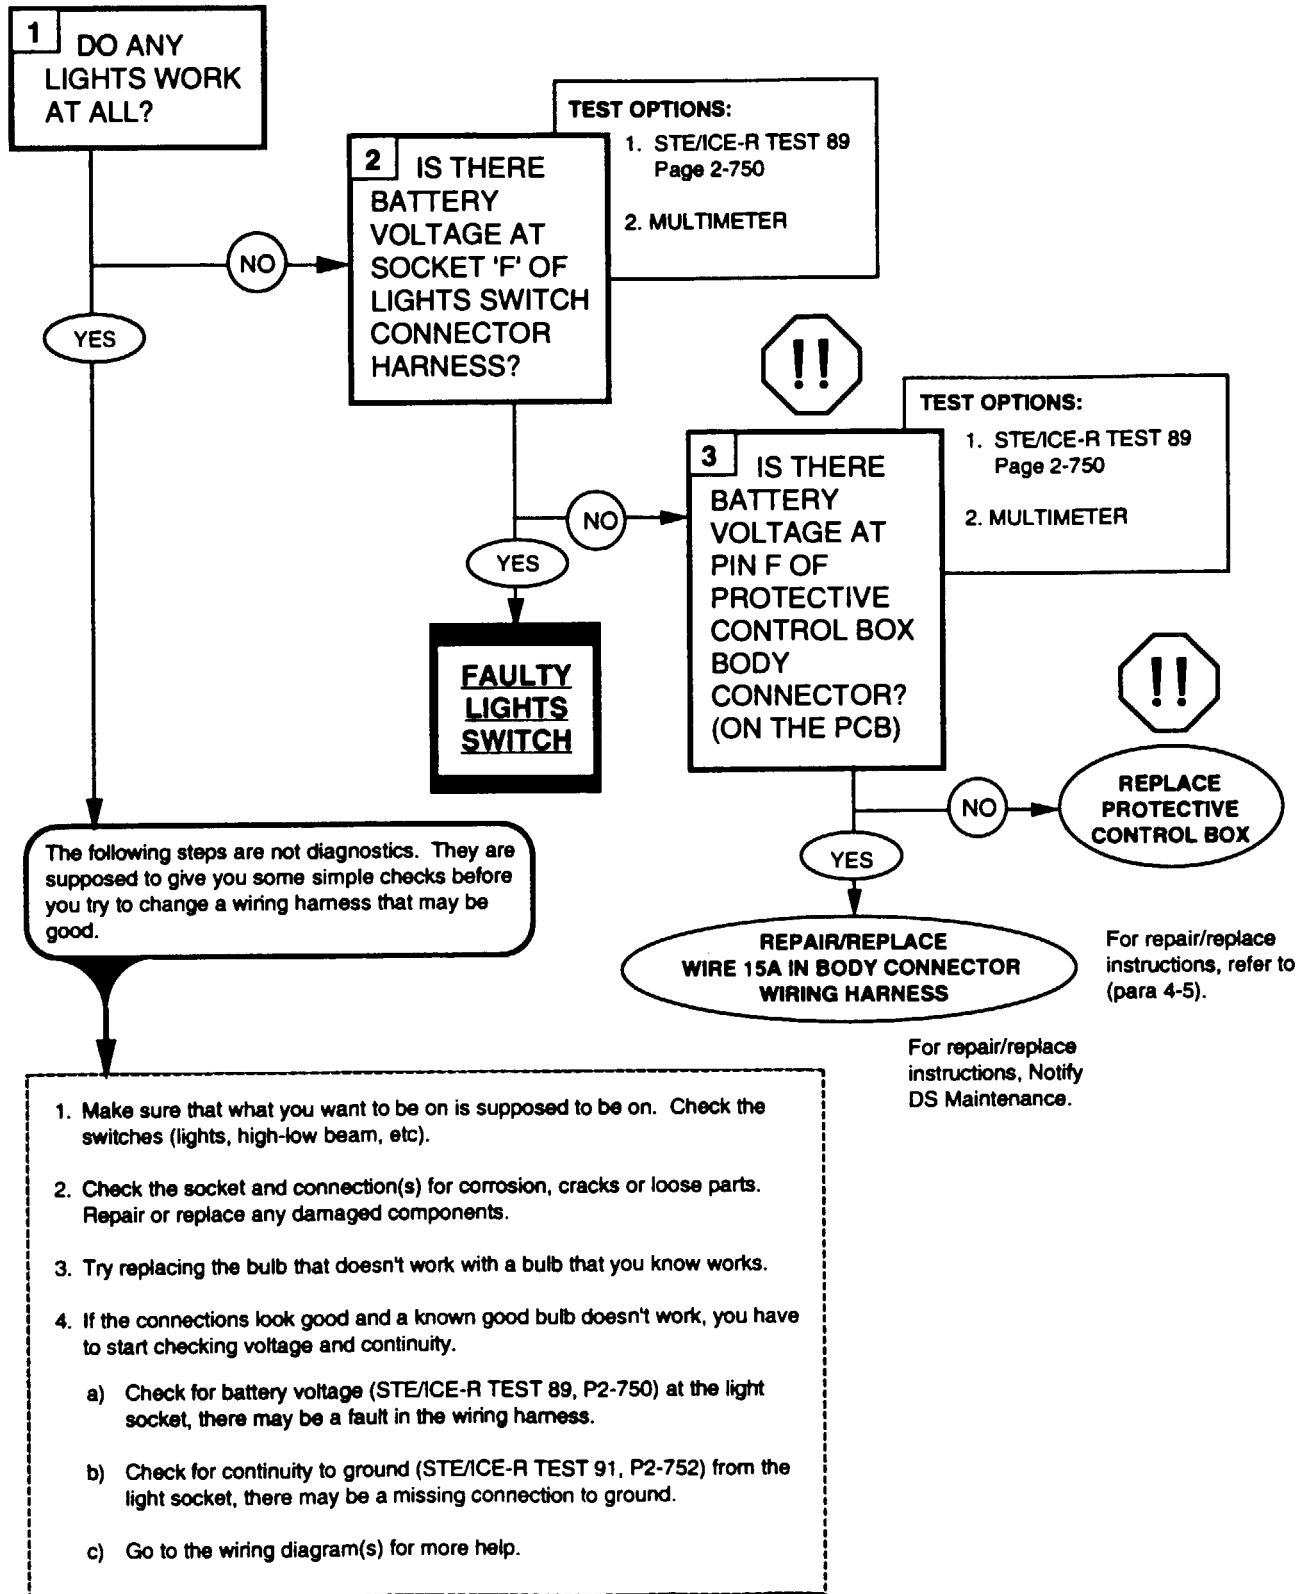 1
DO ANY
LIGHTS WORK
AT ALL?
NO
YES
2
IS THERE
BATTERY
VOLTAGE AT
SOCKET 'F' OF
LIGHTS SWITCH
CONNECTOR
HARNESS?
TEST OPTIONS:
1. STE/ICE-R TEST 89
Page 2-750
2. MULTIMETER
NO
YES
FAULTY
LIGHTS
SWITCH
!!
3
IS THERE
BATTERY
VOLTAGE AT
PIN F OF
PROTECTIVE
CONTROL BOX
BODY
CONNECTOR?
(ON THE PCB)
TEST OPTIONS:
1. STE/ICE-R TEST 89
Page 2-750
2. MULTIMETER
!!
NO
REPLACE
PROTECTIVE
CONTROL BOX
For repair/replace
instructions, refer to
(para 4-5).
YES
REPAIR/REPLACE
WIRE 15A IN BODY CONNECTOR
WIRING HARNESS
For repair/replace
instructions, Notify
DS Maintenance.
The following steps are not diagnostics. They are
supposed to give you some simple checks before
you try to change a wiring harness that may be
good.
1. Make sure that what you want to be on is supposed to be on. Check the
switches (lights, high-low beam, etc).
2. Check the socket and connection(s) for corrosion, cracks or loose parts.
Repair or replace any damaged components.
3. Try replacing the bulb that doesn't work with a bulb that you know works.
4. If the connections look good and a known good bulb doesn't work, you have
to start checking voltage and continuity.
a) Check for battery voltage (STE/ICE-R TEST 89, P2-750) at the light
socket, there may be a fault in the wiring harness.
b) Check for continuity to ground (STE/ICE-R TEST 91, P2-752) from the
light socket, there may be a missing connection to ground.
c) Go to the wiring diagram(s) for more help.